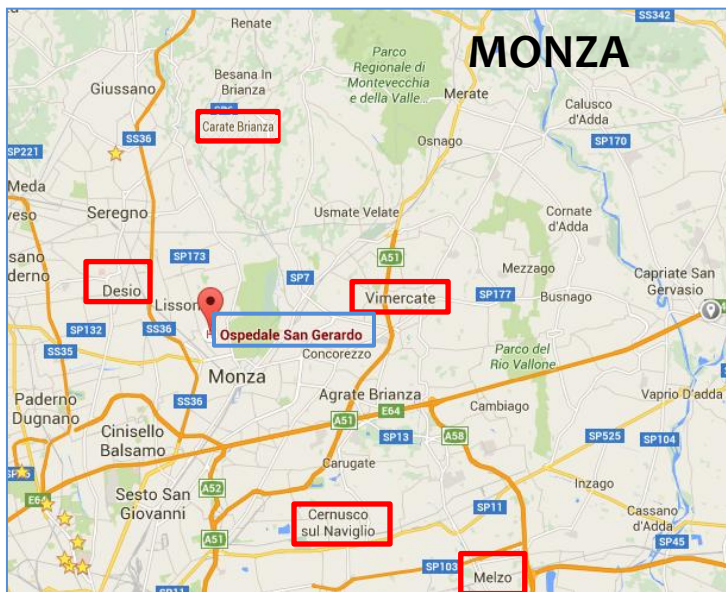 SS342
MONZA
Renate
Parco
Regionale di
Montevecchia
e della Valle...
Besana In
Brianza
Giussano
Merate
Calusco
d'Adda
Carate Brianza
SS36
Osnago
SP170
SP221
Meda
Seregno
Usmate Velate
Cornate
d'Adda
SP173
A51
Desio
SP7
Mezzago
Capriate San
Gervasio
Vimercate
SP177
Busnago
SP132
SS36
Ospedale San Gerardo
SS35
Concorezzo
Parco del
Rio Vallone
Monza
Paderno
Dugnano
SS36
Agrate Brianza
Vaprio D'adda
A51
E64
Cambiago
Cinisello
Balsamo
SP13
A58
SP525
SP104
Carugate
E64
Sesto San
Giovanni
A52
Inzago
Cernusco
sul Naviglio
SP11
Cassano
d'Adda
A51
SP45
SP103
Melzo
SP11